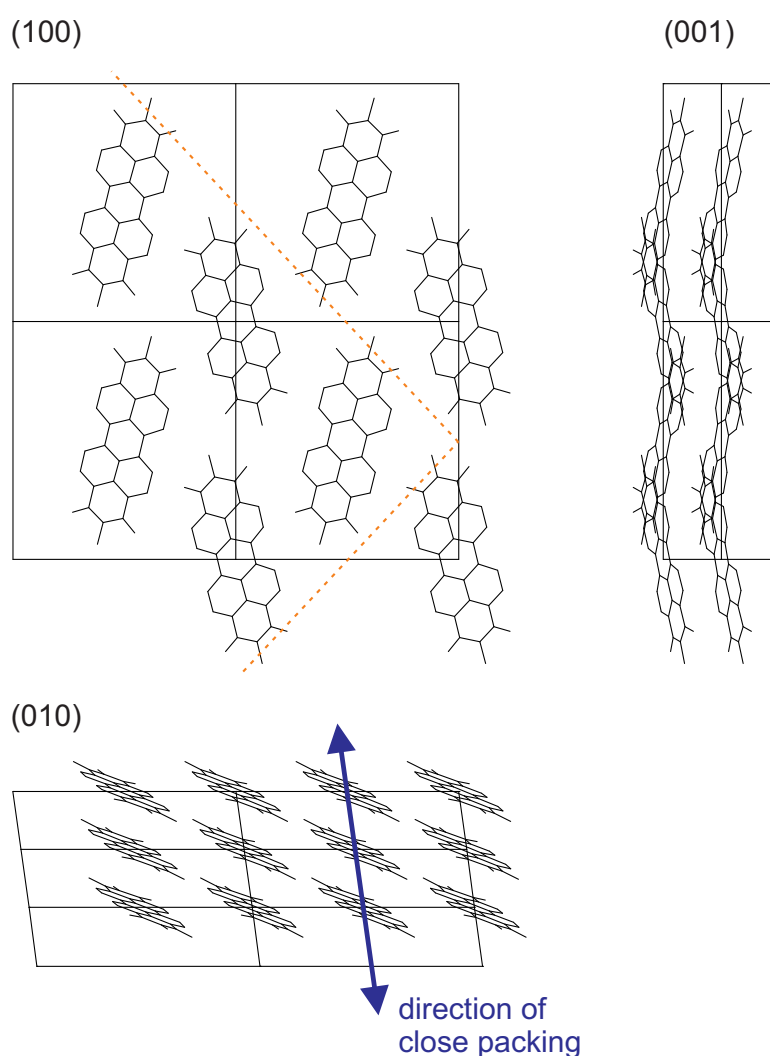 (100)
(001)
(010)
direction of
close packing